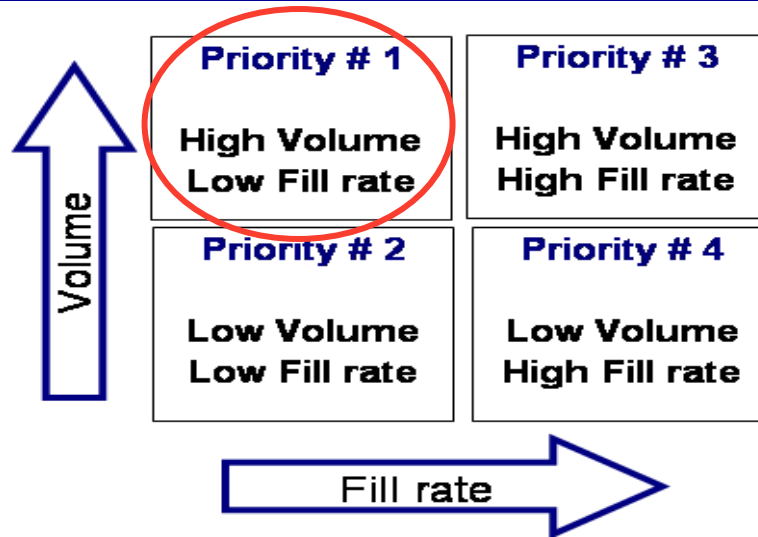 Priority # 1
High Volume
Low Fill rate
Priority # 3
High Volume
High Fill rate
Volume
Priority # 2
Low Volume
Low Fill rate
Priority # 4
Low Volume
High Fill rate
Fill rate